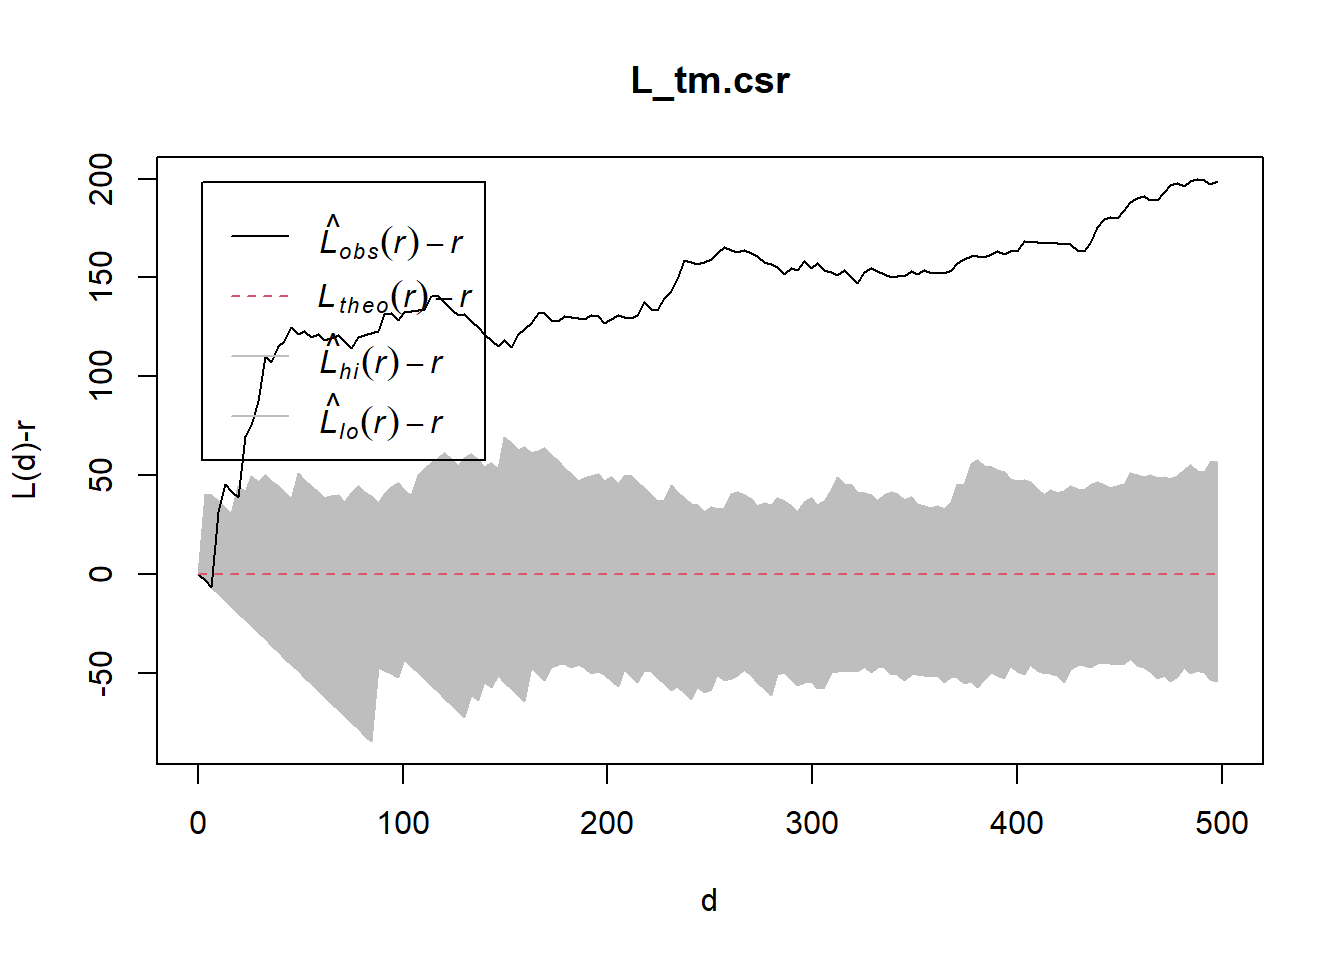 L_tm.csr
L̂obs(r) – r
Ltheo(r) – r
L̂hi(r) – r
L̂lo(r) – r
L(d)-r
200
150
100
50
0
-50
0 100 200 300 400 500
d